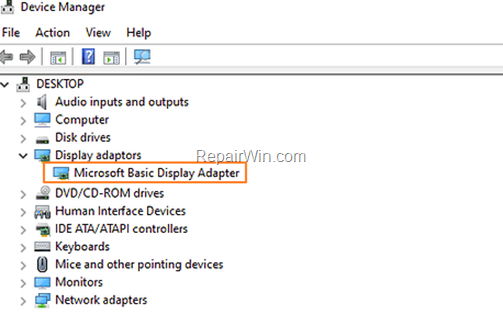 Device Manager
File Action View Help
DESKTOP
Audio inputs and outputs
Computer
Disk drives
Display adaptors
RepairWin.com
Microsoft Basic Display Adapter
DVD/CD-ROM drives
Human Interface Devices
IDE ATA/ATAPI controllers
Keyboards
Mice and other pointing devices
Monitors
Network adapters